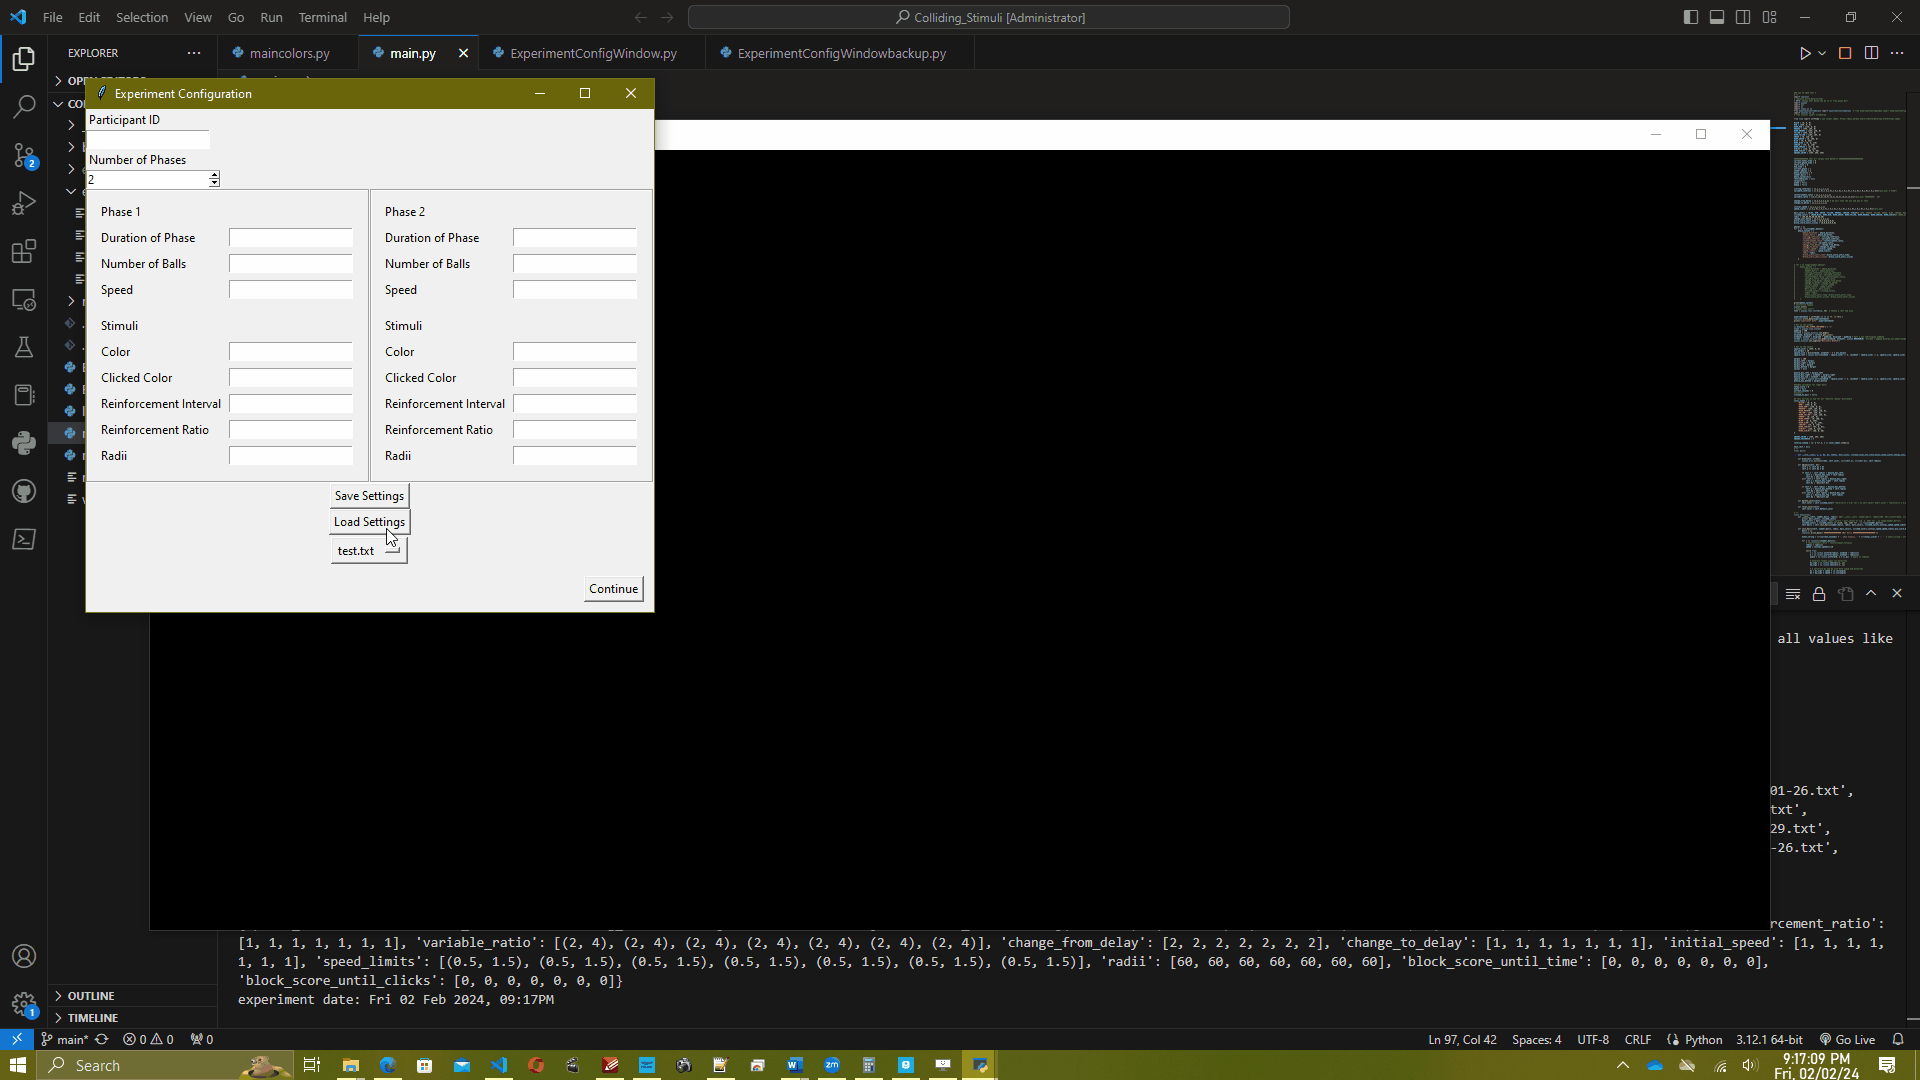 File Edit Selection View Go Run Terminal Help
Colliding_Stimuli [Administrator]
EXPLORER
maincolors.py
main.py
ExperimentConfigWindow.py
ExperimentConfigWindowbackup.py
Experiment Configuration
Participant ID
Number of Phases
2
Phase 1
Phase 2
Duration of Phase
Duration of Phase
Number of Balls
Number of Balls
Speed
Speed
Stimuli
Stimuli
Color
Color
Clicked Color
Clicked Color
Reinforcement Interval
Reinforcement Interval
Reinforcement Ratio
Reinforcement Ratio
Radii
Radii
Save Settings
Load Settings
test.txt
Continue
all values like
01-26.txt',
txt',
29.txt',
-26.txt',
rcement_ratio':
[1, 1, 1, 1, 1, 1, 1], 'variable_ratio': [(2, 4), (2, 4), (2, 4), (2, 4), (2, 4), (2, 4), (2, 4)], 'change_from_delay': [2, 2, 2, 2, 2, 2, 2], 'change_to_delay': [1, 1, 1, 1, 1, 1, 1], 'initial_speed': [1, 1, 1, 1,
1, 1, 1], 'speed_limits': [(0.5, 1.5), (0.5, 1.5), (0.5, 1.5), (0.5, 1.5), (0.5, 1.5), (0.5, 1.5), (0.5, 1.5)], 'radii': [60, 60, 60, 60, 60, 60, 60], 'block_score_until_time': [0, 0, 0, 0, 0, 0, 0],
'block_score_until_clicks': [0, 0, 0, 0, 0, 0, 0]}
experiment date: Fri 02 Feb 2024, 09:17PM
OUTLINE
TIMELINE
main* 0 0 0
Ln 97, Col 42 Spaces: 4 UTF-8 CRLF Python 3.12.1 64-bit Go Live
Search
9:17:09 PM
Fri, 02/02/24